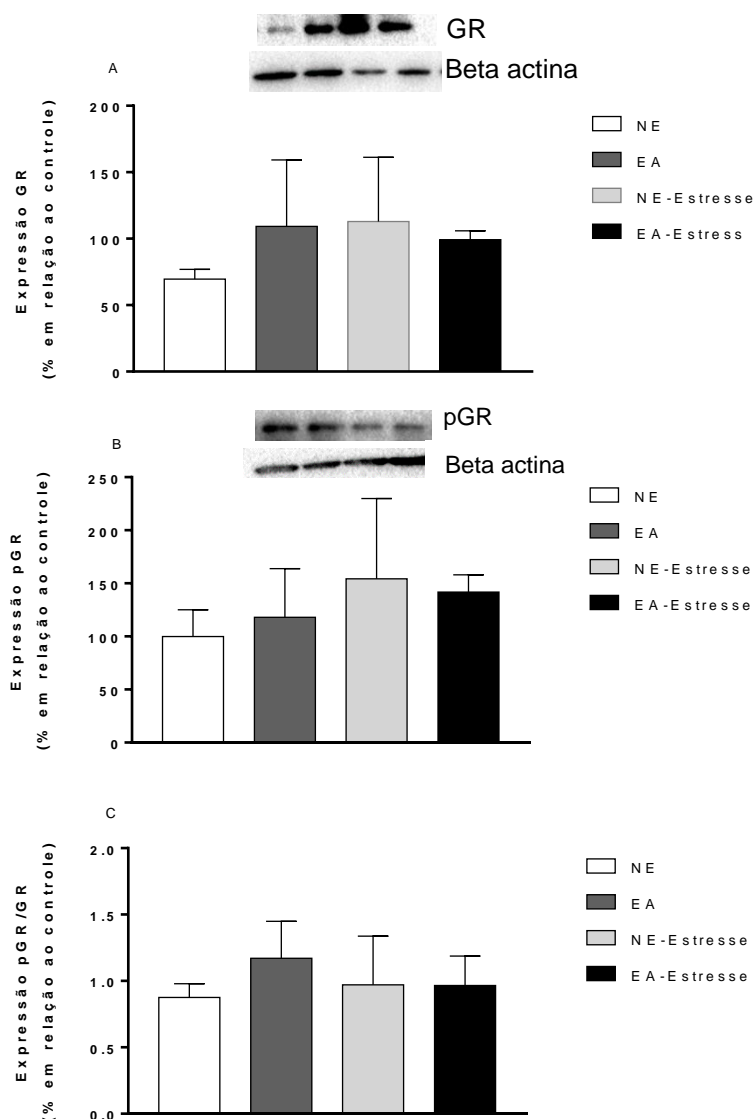 GR
Beta actina
A
Expressão GR
(% em relação ao controle)
200
150
100
50
0
NE
EA
NE-Estresse
EA-Estress
pGR
Beta actina
B
Expressão pGR
(% em relação ao controle)
250
200
150
100
50
0
NE
EA
NE-Estresse
EA-Estresse
C
Expressão pGR/GR
(% em relação ao controle)
2.0
1.5
1.0
0.5
0.0
NE
EA
NE-Estresse
EA-Estresse